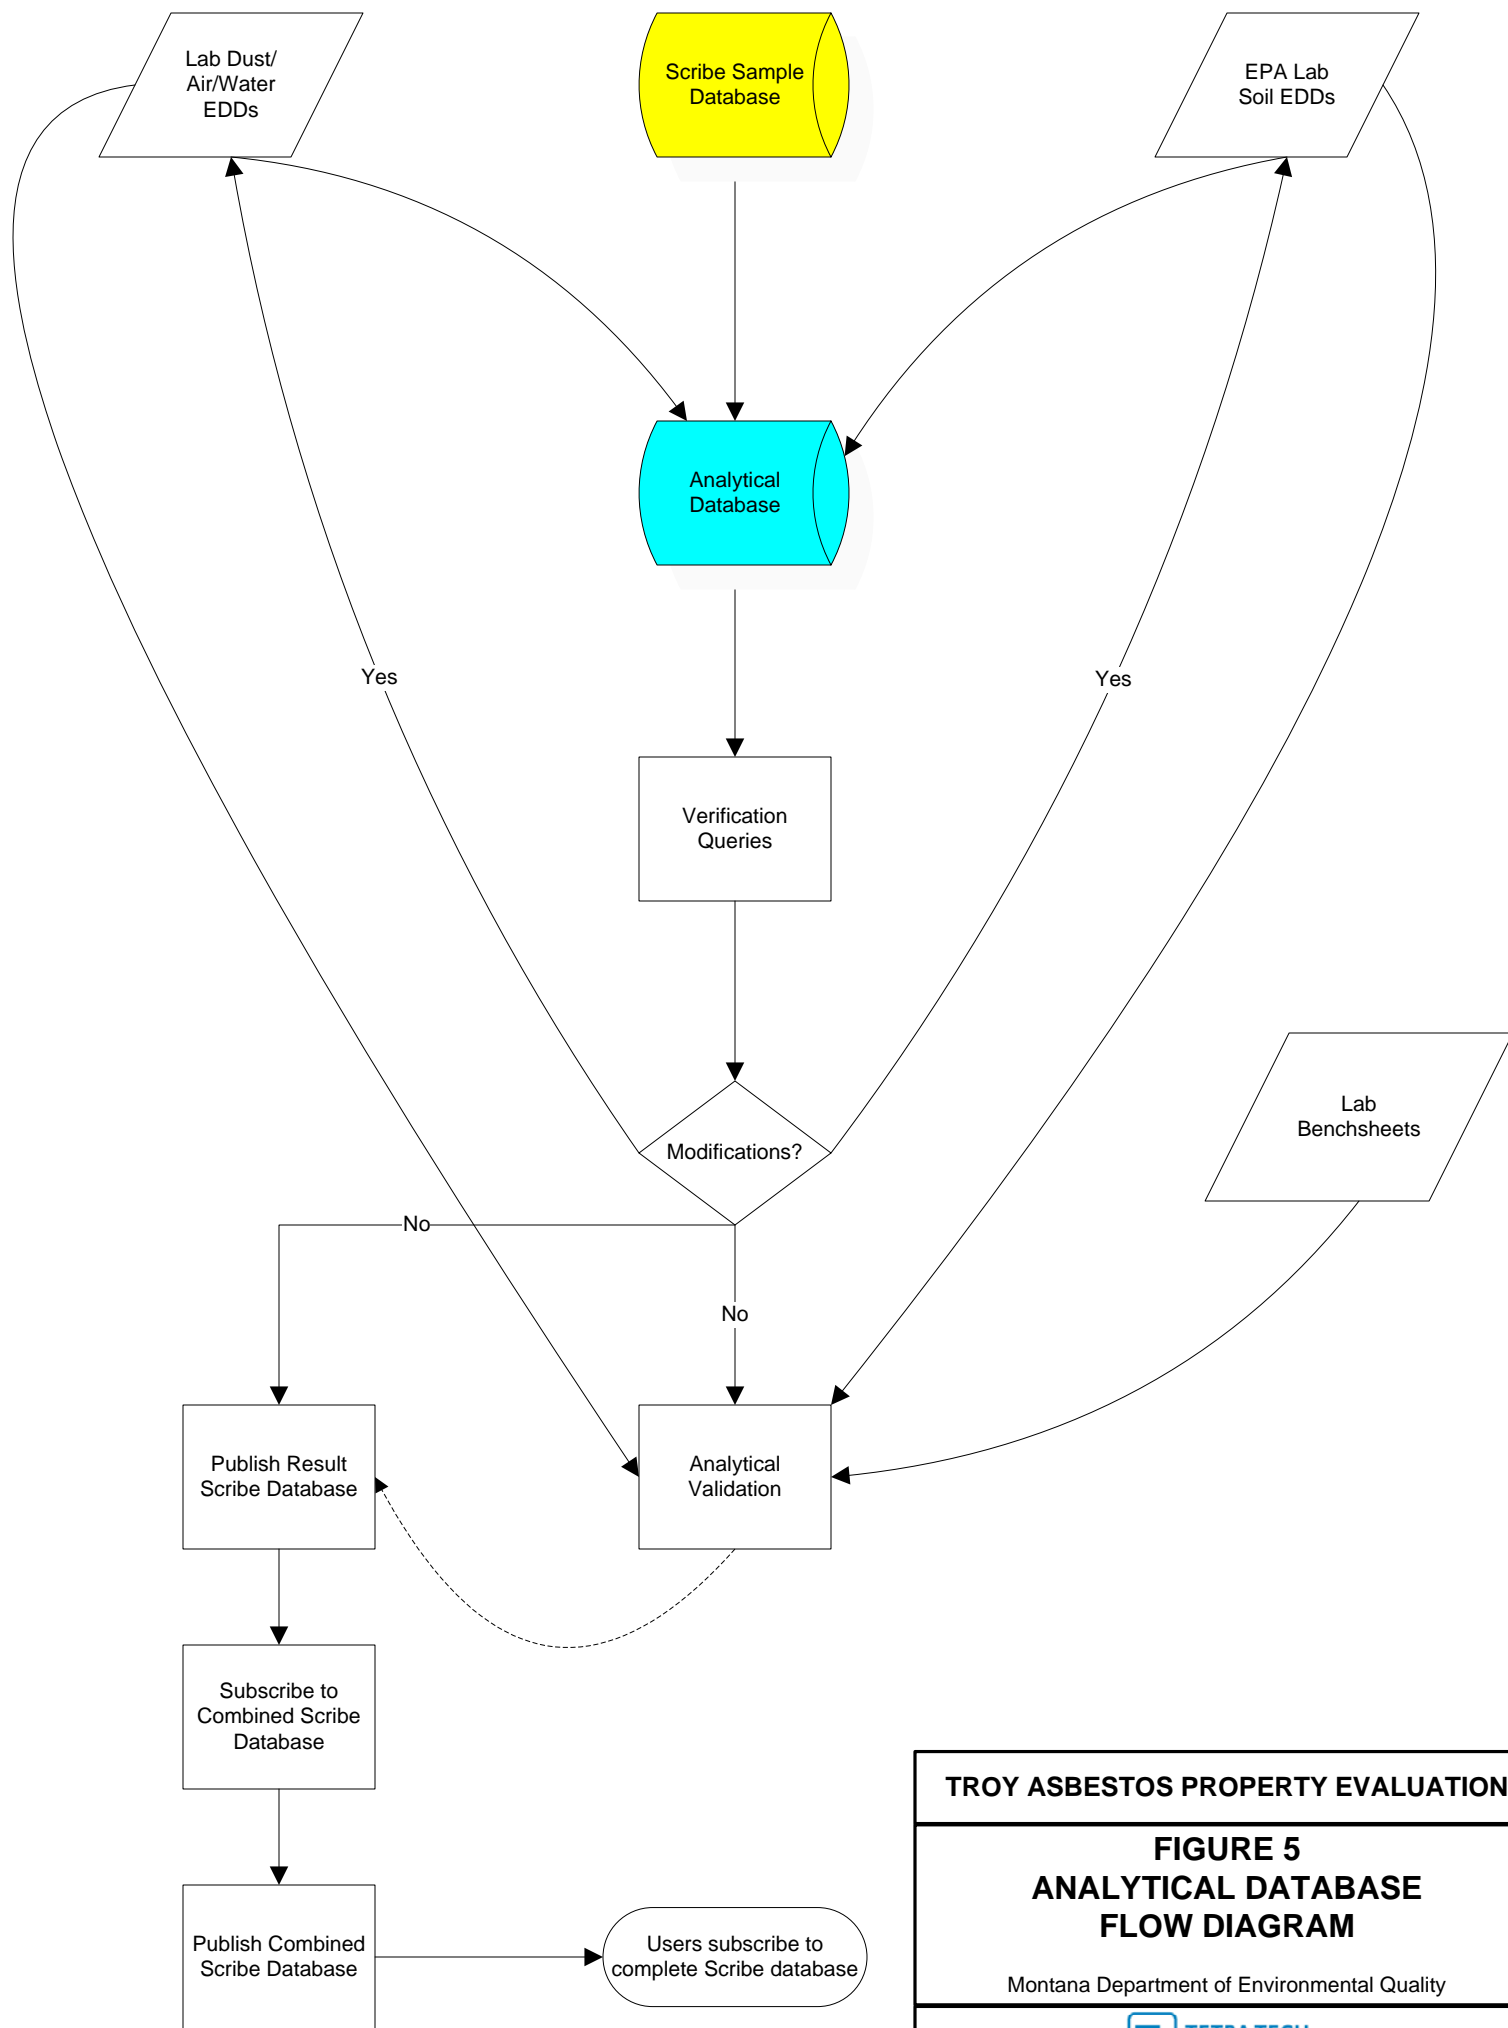 Lab Dust/
Air/Water
EDDs
Scribe Sample
Database
EPA Lab
Soil EDDs
Analytical
Database
Yes
Yes
Verification
Queries
Modifications?
Lab
Benchsheets
No
No
Publish Result
Scribe Database
Analytical
Validation
Subscribe to
Combined Scribe
Database
Publish Combined
Scribe Database
Users subscribe to
complete Scribe database
TROY ASBESTOS PROPERTY EVALUATION
FIGURE 5
ANALYTICAL DATABASE
FLOW DIAGRAM
Montana Department of Environmental Quality
TETRA TECH